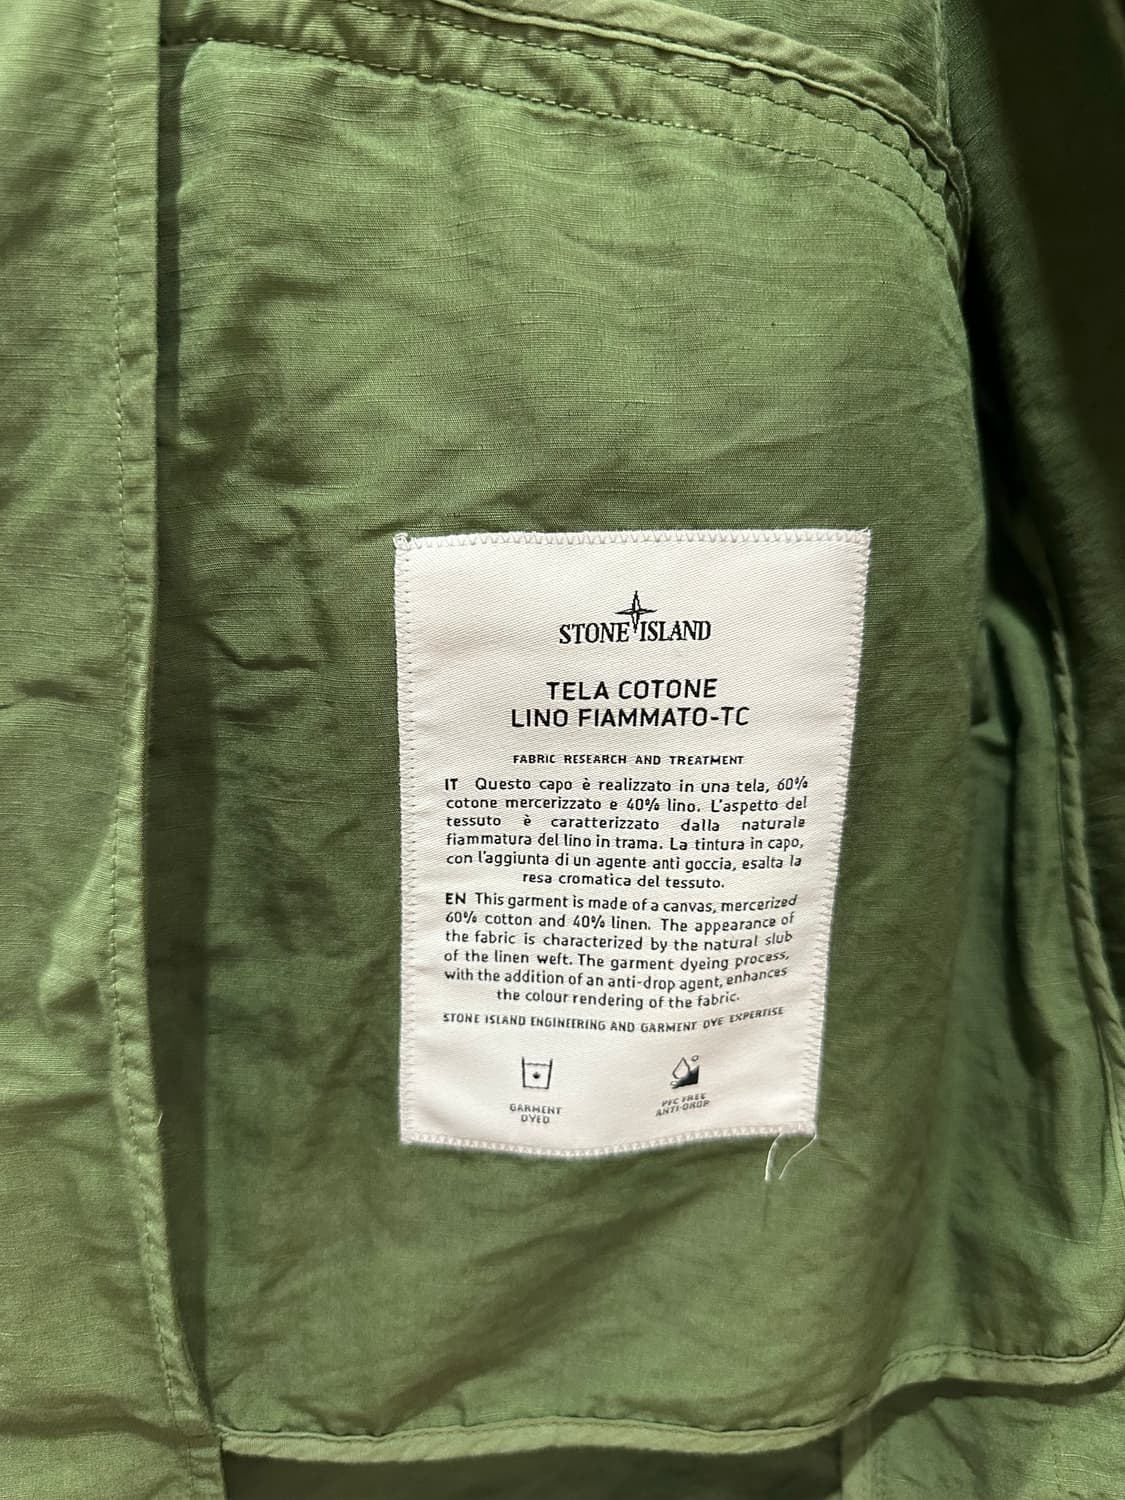 STONE ISLAND
TELA COTONE
LINO FIAMMATO-TC
FABRIC RESEARCH AND TREATMENT
IT Questo capo è realizzato in una tela, 60%
cotone mercerizzato e 40% lino. L'aspetto del
tessuto è caratterizzato dalla naturale
fiammatura del lino in trama. La tintura in capo,
con l'aggiunta di un agente anti goccia, esalta la
resa cromatica del tessuto.
EN This garment is made of a canvas, mercerized
60% cotton and 40% linen. The appearance of
the fabric is characterized by the natural slub
of the linen weft. The garment dyeing process,
with the addition of an anti-drop agent, enhances
the colour rendering of the fabric.
STONE ISLAND ENGINEERING AND GARMENT DYE EXPERTISE
GARMENT
DYED
PFC FREE
ANTI-DROP